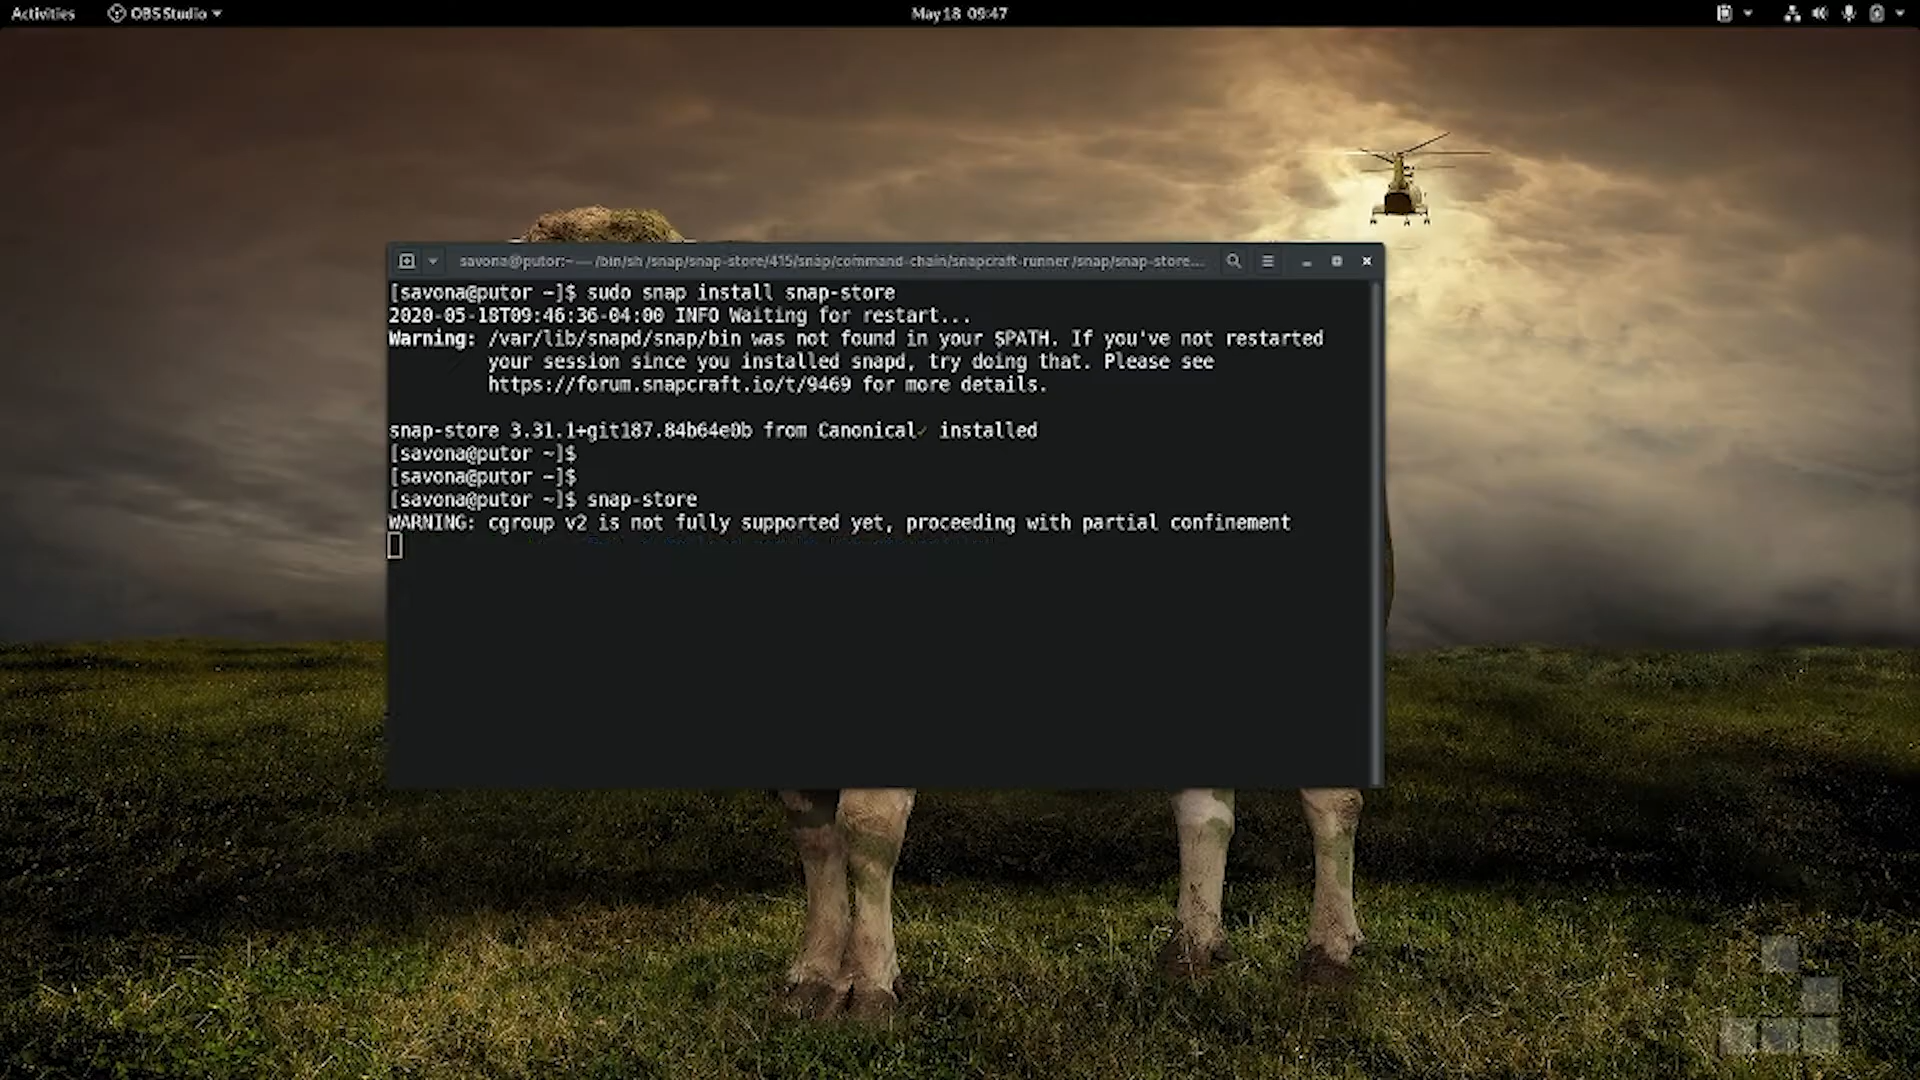 Activities OBS Studio May 18 09:47
savona@putor:~ — /bin/sh /snap/snap-store/415/snap/command-chain/snapcraft-runner /snap/snap-store...
[savona@putor ~]$ sudo snap install snap-store
2020-05-18T09:46:36-04:00 INFO Waiting for restart...
Warning: /var/lib/snapd/snap/bin was not found in your $PATH. If you've not restarted
your session since you installed snapd, try doing that. Please see
https://forum.snapcraft.io/t/9469 for more details.
snap-store 3.31.1+git187.84b64e0b from Canonical✓ installed
[savona@putor ~]$
[savona@putor ~]$
[savona@putor ~]$ snap-store
WARNING: cgroup v2 is not fully supported yet, proceeding with partial confinement